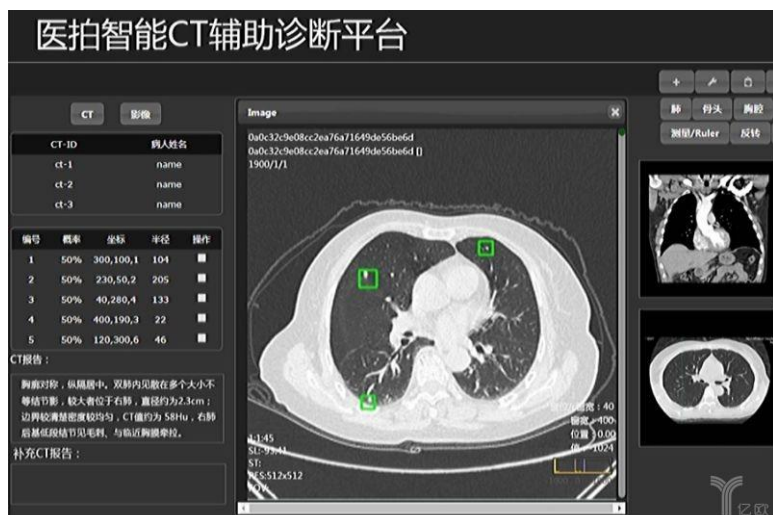 医拍智能CT辅助诊断平台
CT 影像
CT-ID 病人姓名
ct-1 name
ct-2 name
ct-3 name
编号 概率 坐标 半径 操作
1 50% 300,100,1 104
2 50% 230,50,2 205
3 50% 40,280,4 133
4 50% 400,190,3 22
5 50% 120,300,6 46
CT报告：
胸廓对称，纵隔居中。双肺内见散在多个大小不
等结节影，较大者位于右肺，直径约为2.3cm；
边界较清楚密度较均匀，CT值约为 58Hu，右肺
后基低段结节见毛刺、与临近胸膜牵拉。
补充CT报告：
Image
0a0c32c9e08cc2ea76a71649de56be6d
0a0c32c9e08cc2ea76a71649de56be6d []
1900/1/1
1:1:45
ST:
RES:512x512
：40
窗宽：400
位置：0.00
值：-1024
肺 骨头 胸腔
测量/Ruler 反转
亿欧